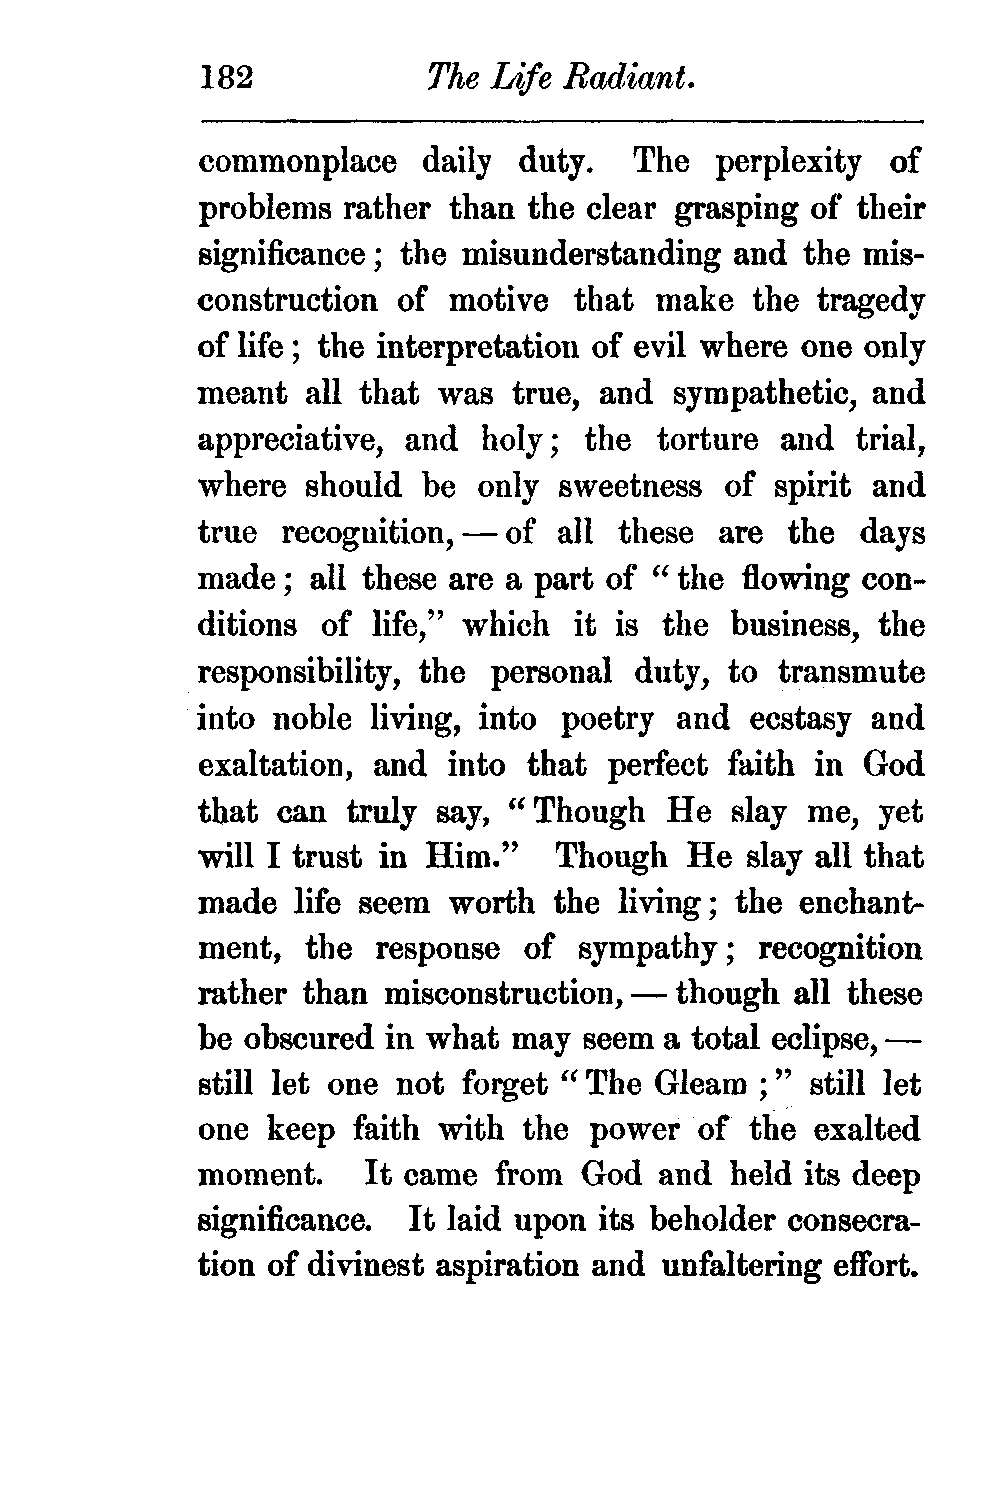 182 The Life Radiant.
commonplace daily duty. The perplexity of
problems rather than the clear grasping of their
significance; the misunderstanding and the mis-
construction of motive that make the tragedy
of life; the interpretation of evil where one only
meant all that was true, and sympathetic, and
appreciative, and holy; the torture and trial,
where should be only sweetness of spirit and
true recognition, — of all these are the days
made; all these are a part of “the flowing con-
ditions of life,” which it is the business, the
responsibility, the personal duty, to transmute
into noble living, into poetry and ecstasy and
exaltation, and into that perfect faith in God
that can truly say, “Though He slay me, yet
will I trust in Him.” Though He slay all that
made life seem worth the living; the enchant-
ment, the response of sympathy; recognition
rather than misconstruction, — though all these
be obscured in what may seem a total eclipse, —
still let one not forget “The Gleam;” still let
one keep faith with the power of the exalted
moment. It came from God and held its deep
significance. It laid upon its beholder consecra-
tion of divinest aspiration and unfaltering effort.